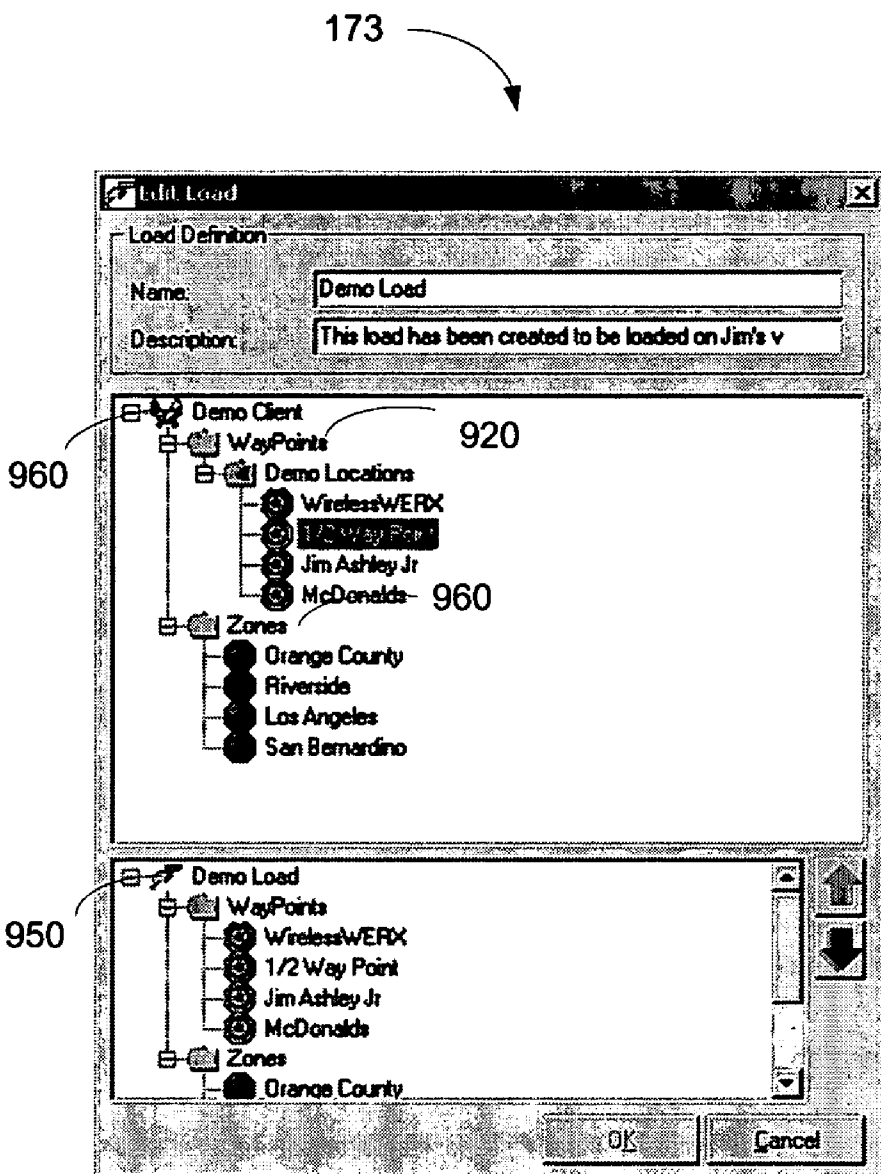 173
Edit Load
Load Definition
Name: Demo Load
Description: This load has been created to be loaded on Jim's v
960 Demo Client
WayPoints 920
Demo Locations
WirelessWERX
1/2 Way Point
Jim Ashley Jr
McDonalds 960
Zones
Orange County
Riverside
Los Angeles
San Bernardino
950 Demo Load
WayPoints
WirelessWERX
1/2 Way Point
Jim Ashley Jr
McDonalds
Zones
Orange County
OK Cancel